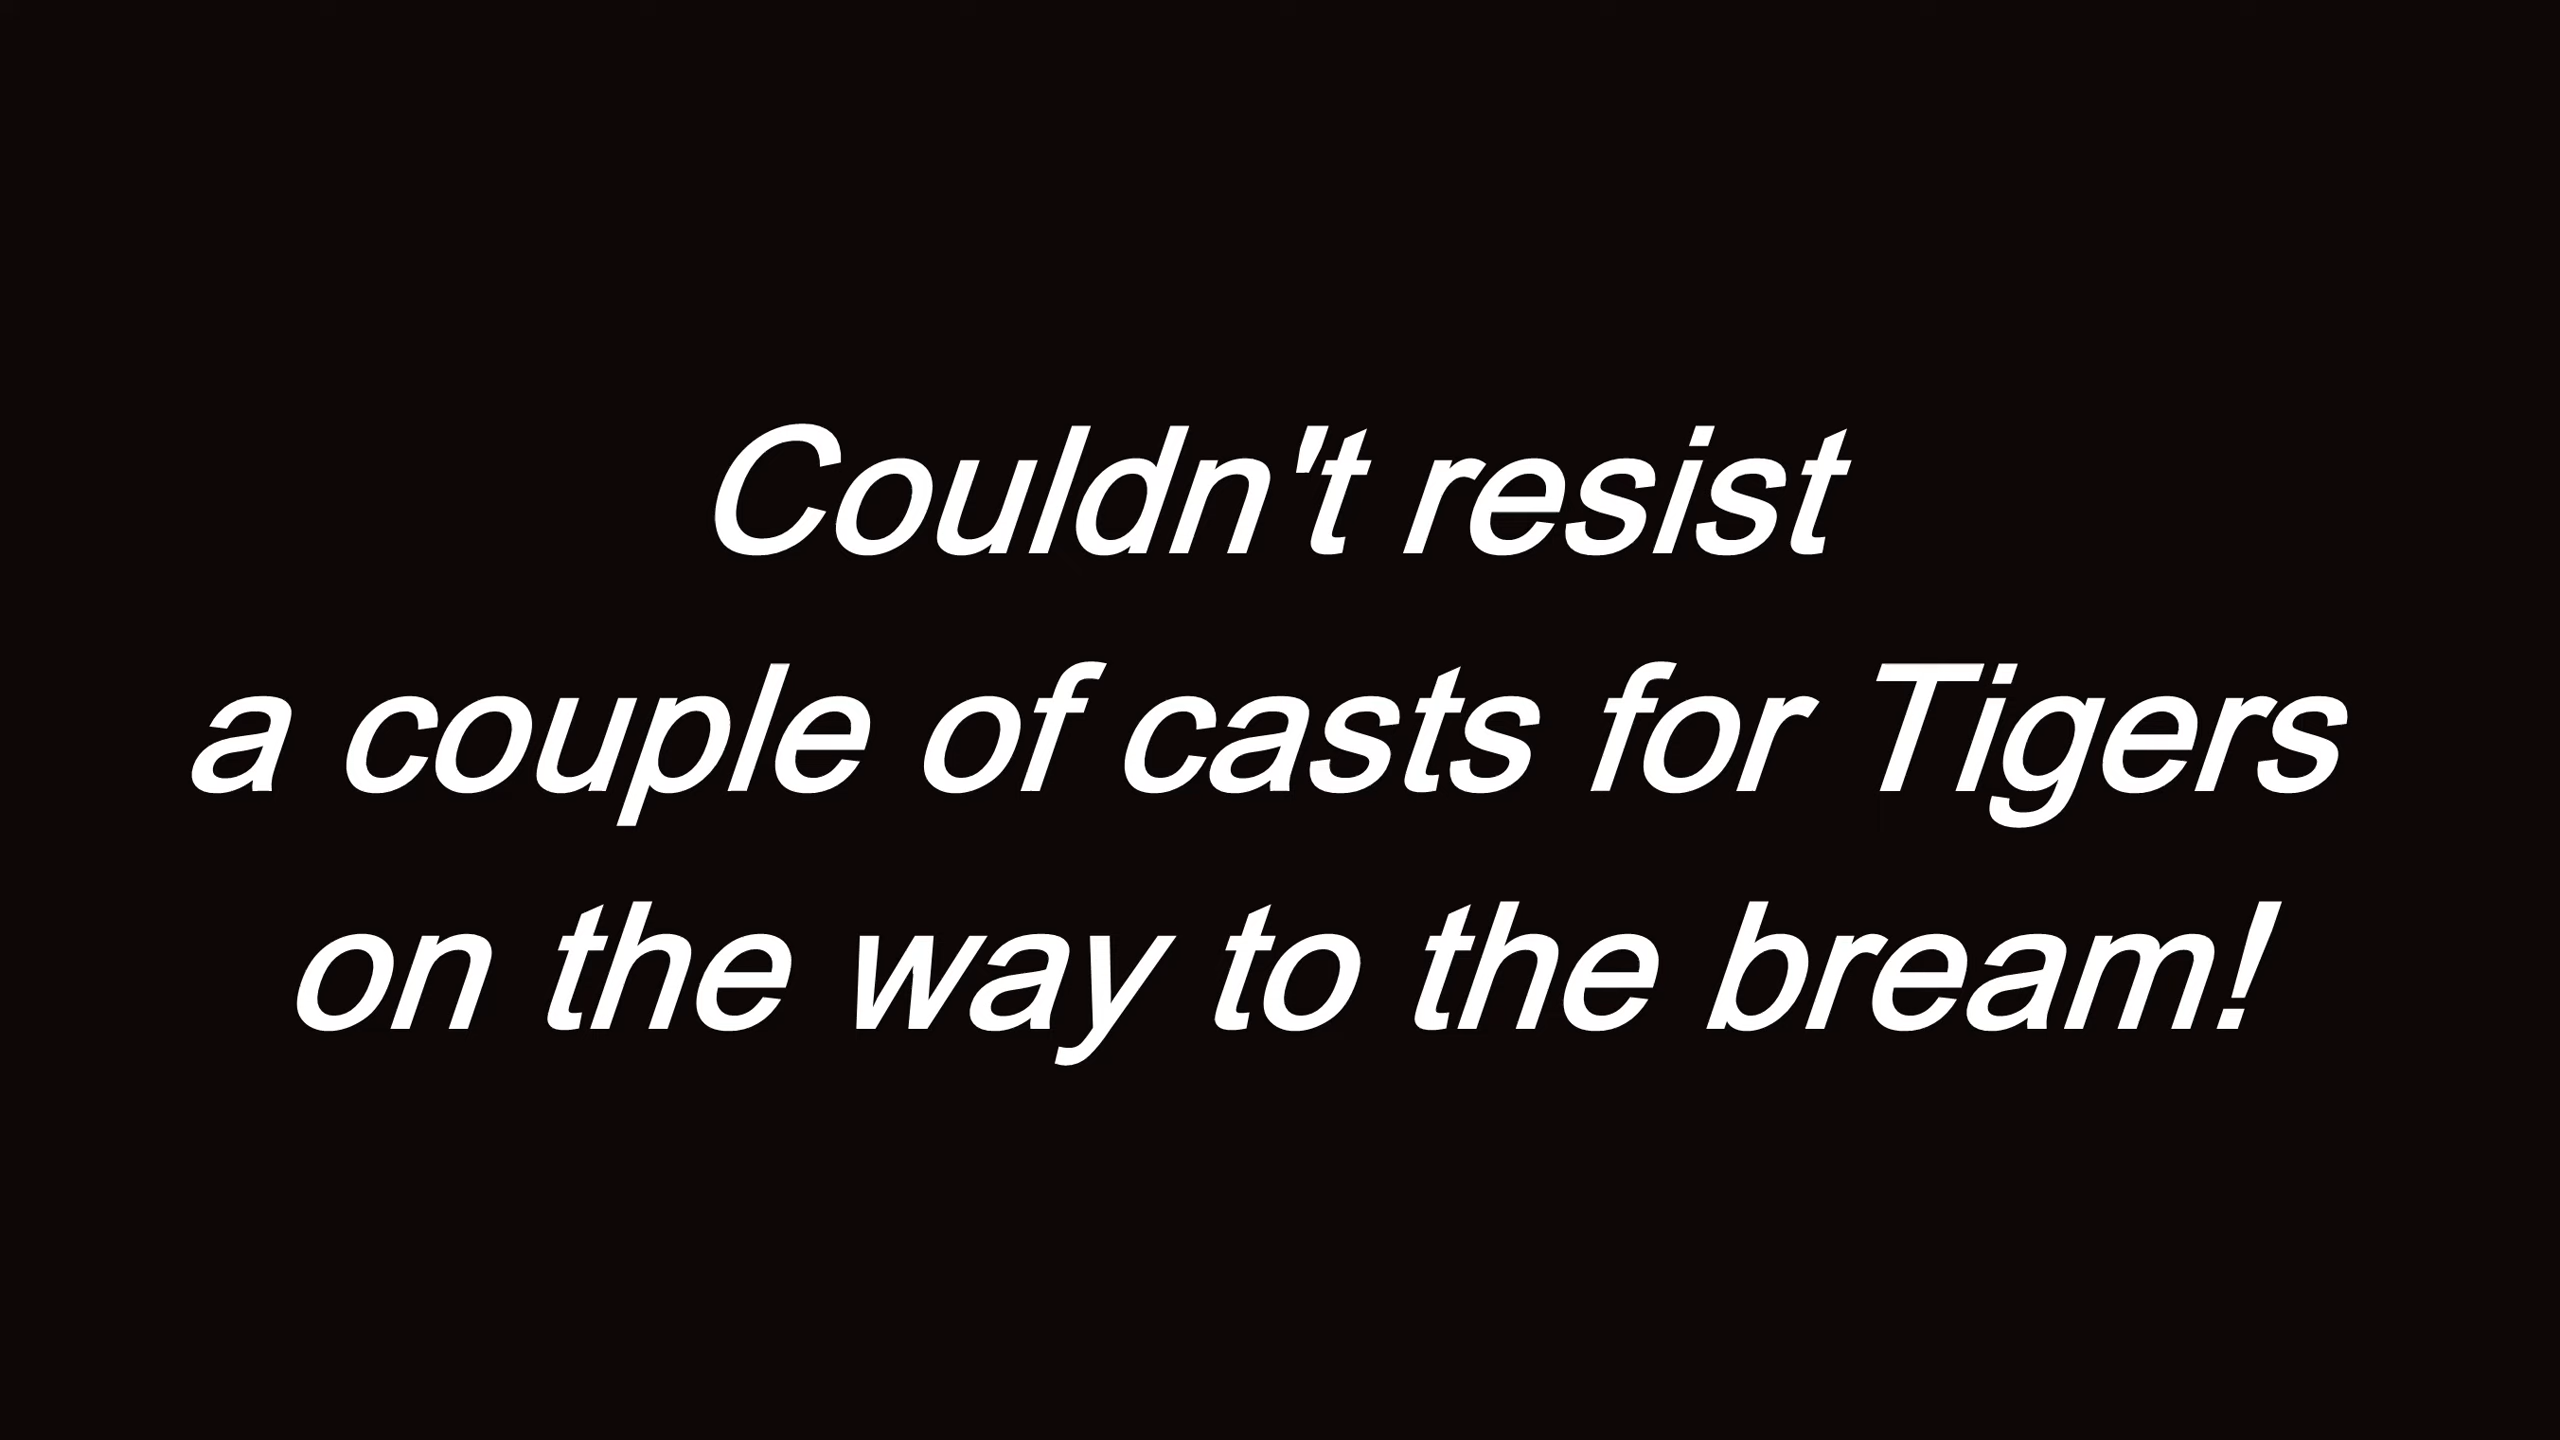 Couldn't resist
a couple of casts for Tigers
on the way to the bream!